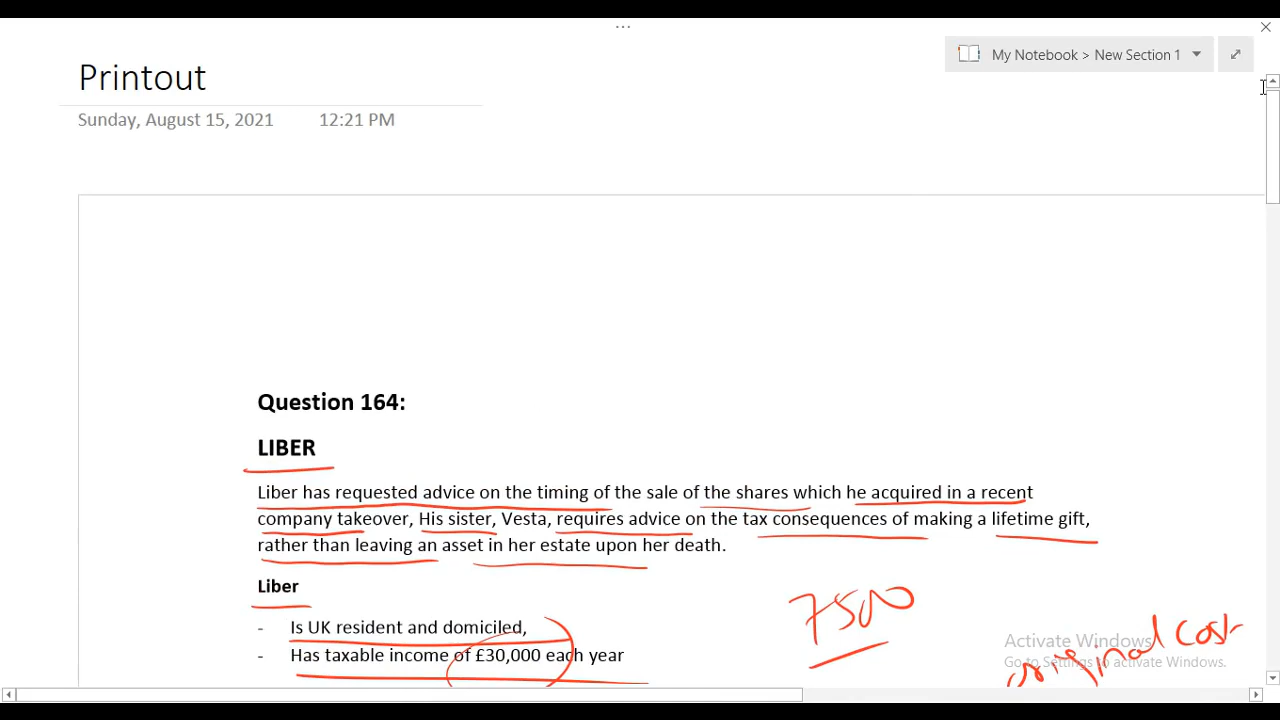 My Notebook > New Section 1
Printout
Sunday, August 15, 2021 12:21 PM
Question 164:
LIBER
Liber has requested advice on the timing of the sale of the shares which he acquired in a recent
company takeover, His sister, Vesta, requires advice on the tax consequences of making a lifetime gift,
rather than leaving an asset in her estate upon her death.
Liber
- Is UK resident and domiciled,
- Has taxable income of £30,000 each year
7500
original cost
Activate Windows
Go to Settings to activate Windows.